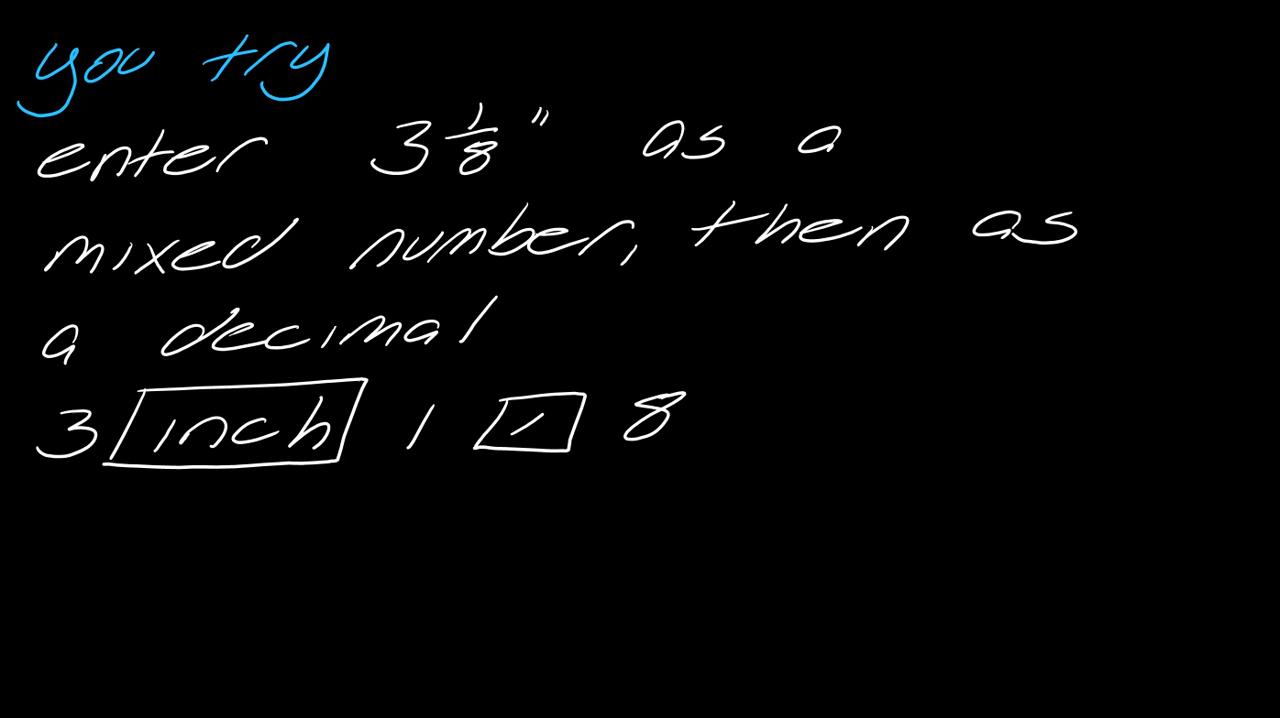 you try
enter 3 1/8" as a
mixed number, then as
a decimal
3 inch 1 / 8